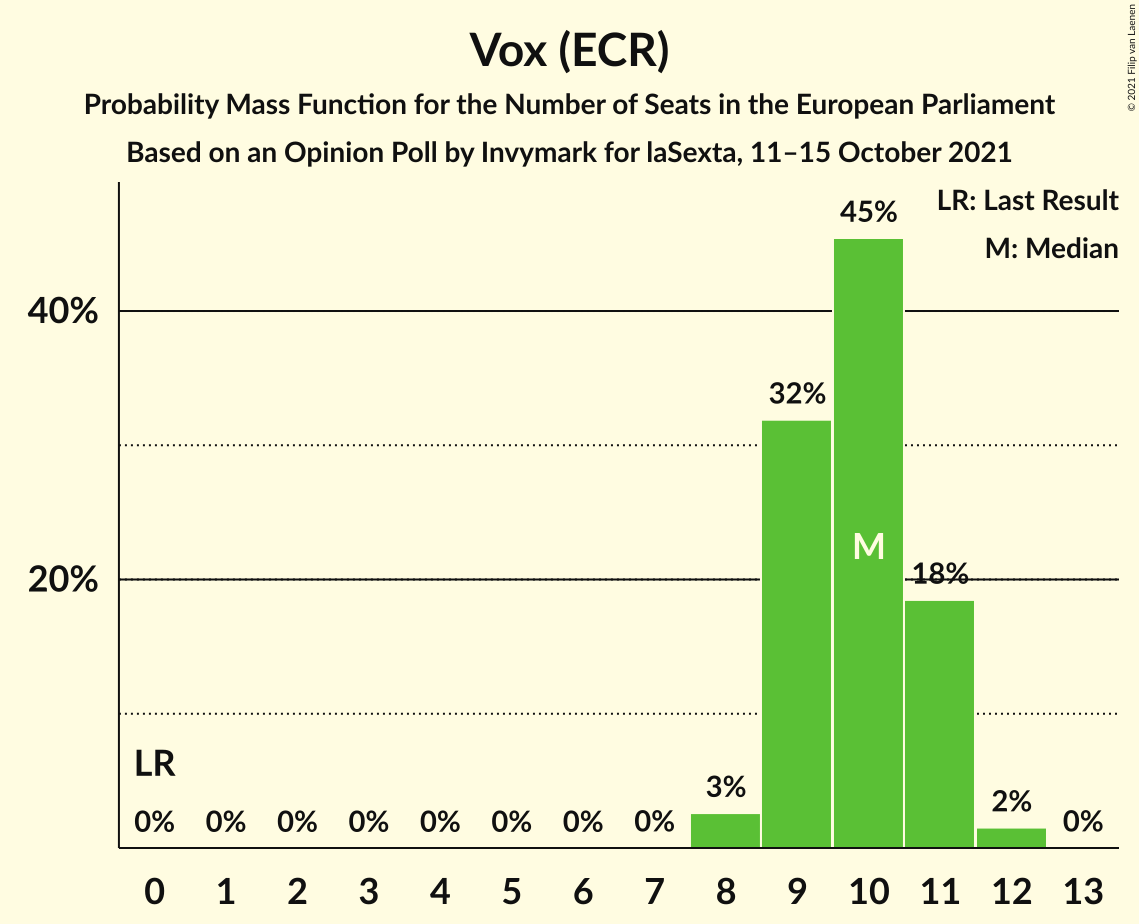 Vox (ECR)
Probability Mass Function for the Number of Seats in the European Parliament
Based on an Opinion Poll by Invymark for laSexta, 11–15 October 2021
© 2021 Filip van Laenen
LR: Last Result
M: Median
45%
40%
32%
M
20%
18%
LR
3%
2%
0% 0% 0% 0% 0% 0% 0% 0% 0%
0 1 2 3 4 5 6 7 8 9 10 11 12 13